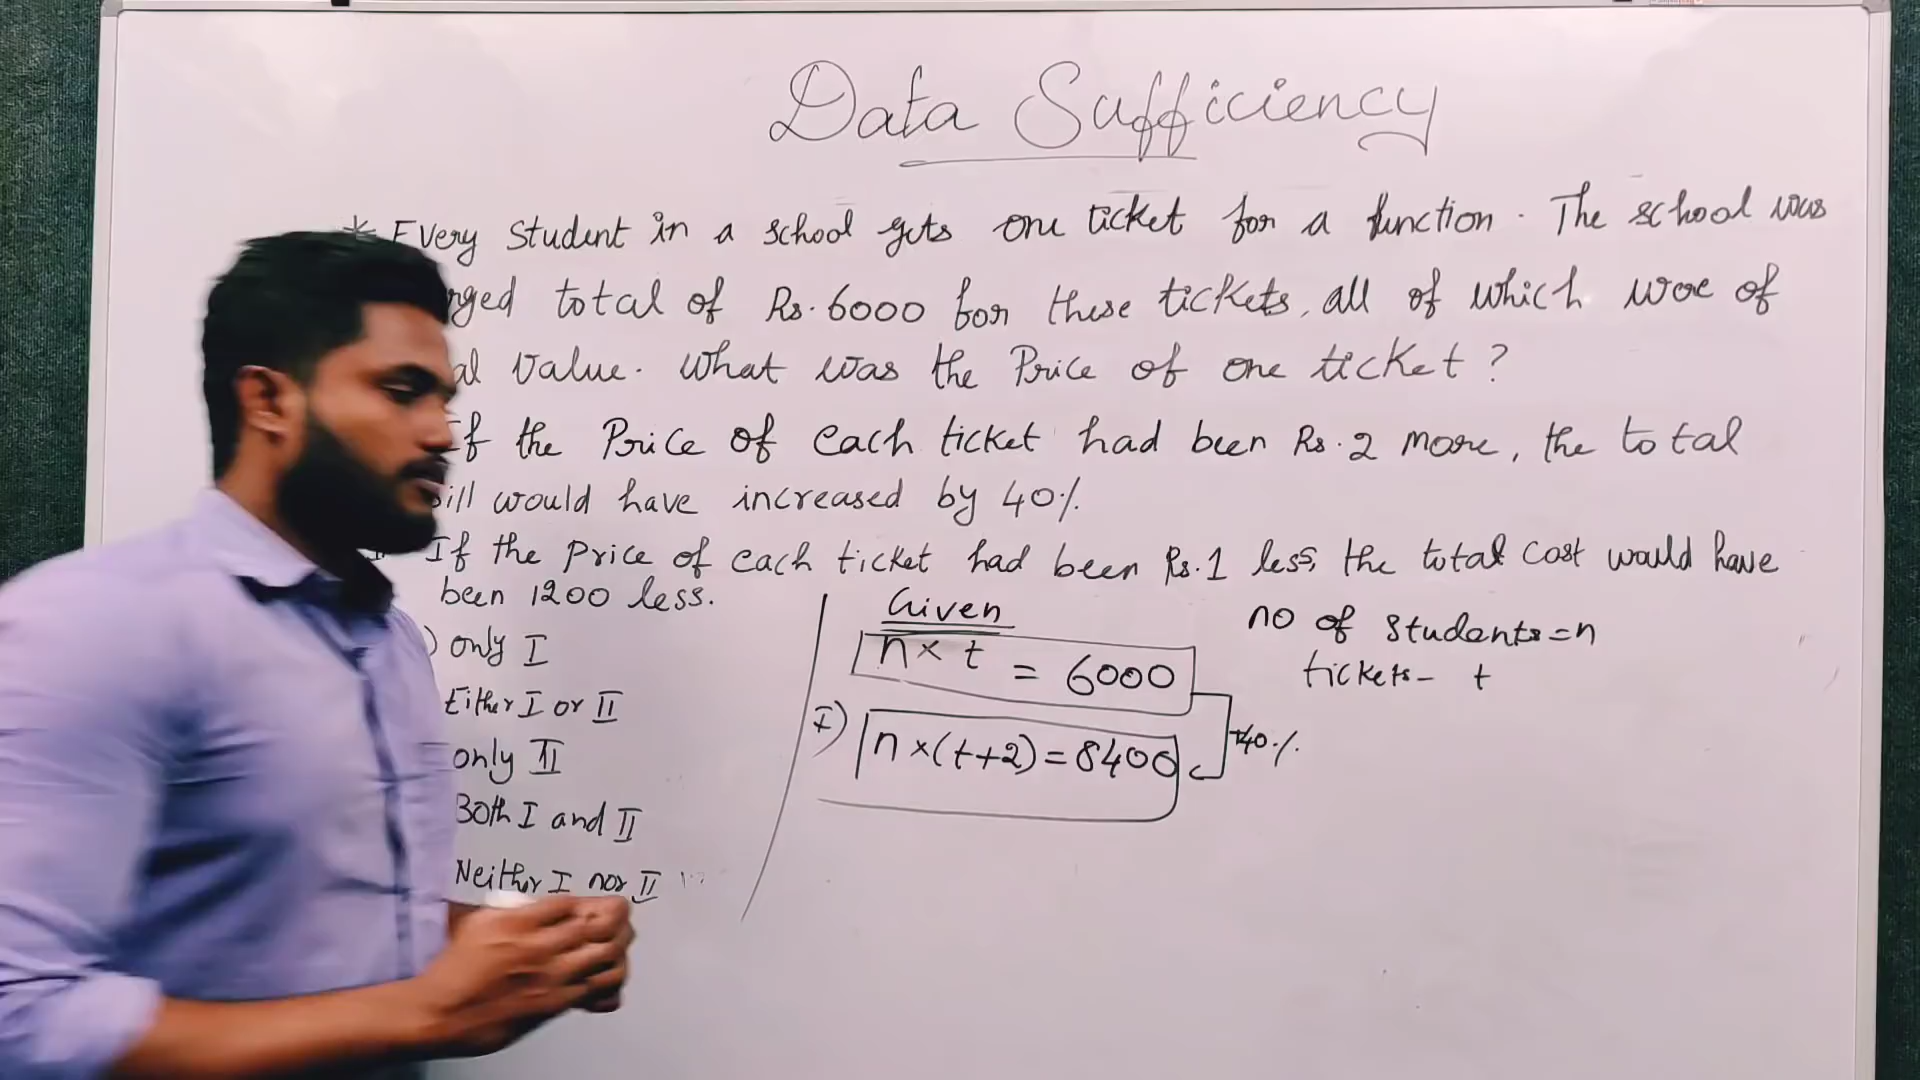 Data Sufficiency
* Every Student in a school gets one ticket for a function. The school was
rged total of Rs. 6000 for these tickets, all of which were of
al Value. What was the Price of one ticket?
If the Price of each ticket had been Rs. 2 more, the total
bill would have increased by 40%.
If the price of each ticket had been Rs. 1 less, the total cost would have
been 1200 less.
) only I
Either I or II
only II
Both I and II
Neither I nor II
Given
n × t = 6000
I) n × (t+2) = 8400
+40%
no of students = n
tickets - t